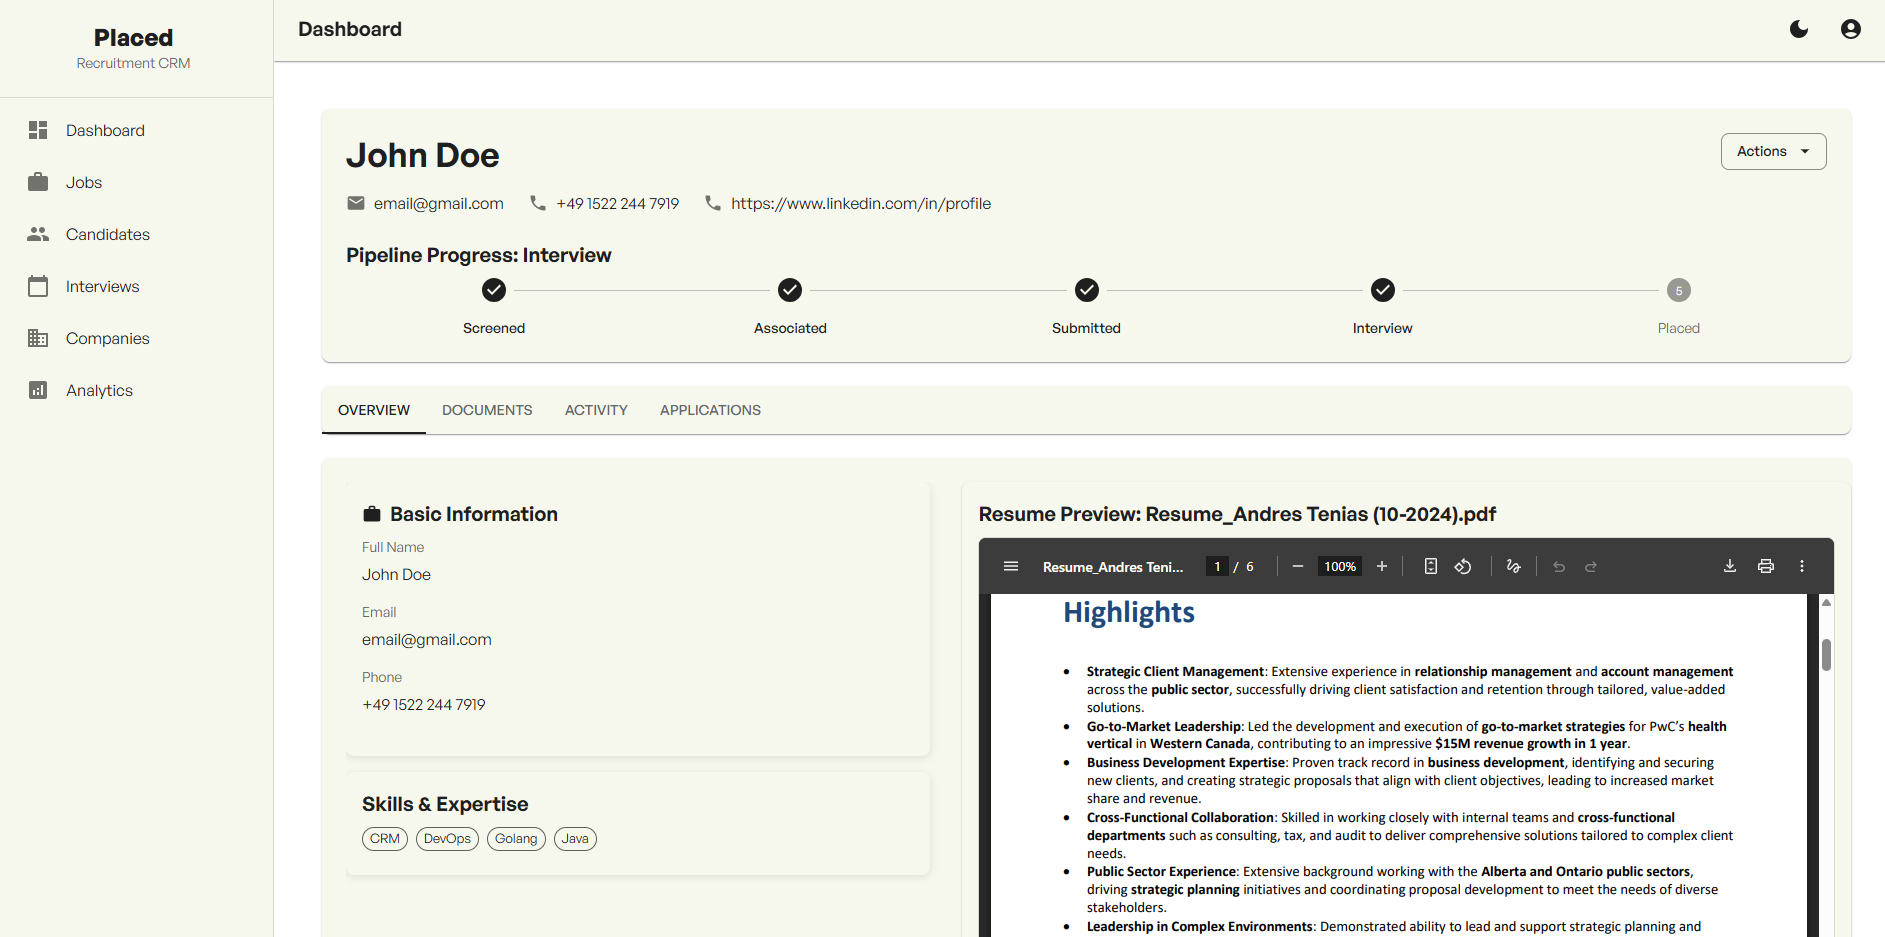 Placed
Recruitment CRM
Dashboard
Jobs
Candidates
Interviews
Companies
Analytics
Dashboard
John Doe
Actions
email@gmail.com
+49 1522 244 7919
https://www.linkedin.com/in/profile
Pipeline Progress: Interview
5
Screened
Associated
Submitted
Interview
Placed
OVERVIEW
DOCUMENTS
ACTIVITY
APPLICATIONS
Basic Information
Full Name
John Doe
Email
email@gmail.com
Phone
+49 1522 244 7919
Skills & Expertise
CRM
DevOps
Golang
Java
Resume Preview: Resume_Andres Tenias (10-2024).pdf
Resume_Andres Teni... 1 / 6 100%
Highlights
• Strategic Client Management: Extensive experience in relationship management and account management
across the public sector, successfully driving client satisfaction and retention through tailored, value-added
solutions.
• Go-to-Market Leadership: Led the development and execution of go-to-market strategies for PwC’s health
vertical in Western Canada, contributing to an impressive $15M revenue growth in 1 year.
• Business Development Expertise: Proven track record in business development, identifying and securing
new clients, and creating strategic proposals that align with client objectives, leading to increased market
share and revenue.
• Cross-Functional Collaboration: Skilled in working closely with internal teams and cross-functional
departments such as consulting, tax, and audit to deliver comprehensive solutions tailored to complex client
needs.
• Public Sector Experience: Extensive background working with the Alberta and Ontario public sectors,
driving strategic planning initiatives and coordinating proposal development to meet the needs of diverse
stakeholders.
• Leadership in Complex Environments: Demonstrated ability to lead and support strategic planning and